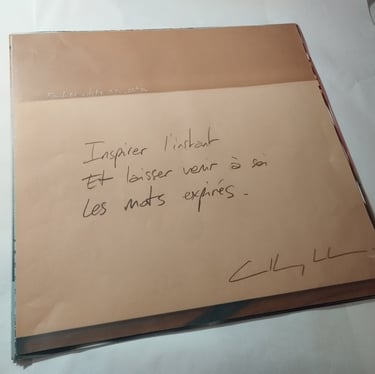 Inspirer l'instant
Et laisser venir à soi
Les mots expirés.